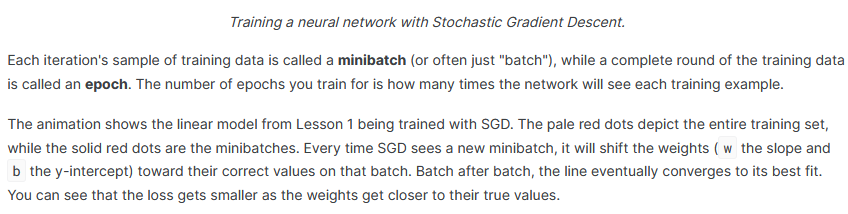 Training a neural network with Stochastic Gradient Descent.
Each iteration's sample of training data is called a minibatch (or often just "batch"), while a complete round of the training data
is called an epoch. The number of epochs you train for is how many times the network will see each training example.
The animation shows the linear model from Lesson 1 being trained with SGD. The pale red dots depict the entire training set,
while the solid red dots are the minibatches. Every time SGD sees a new minibatch, it will shift the weights ( w the slope and
b the y-intercept) toward their correct values on that batch. Batch after batch, the line eventually converges to its best fit.
You can see that the loss gets smaller as the weights get closer to their true values.